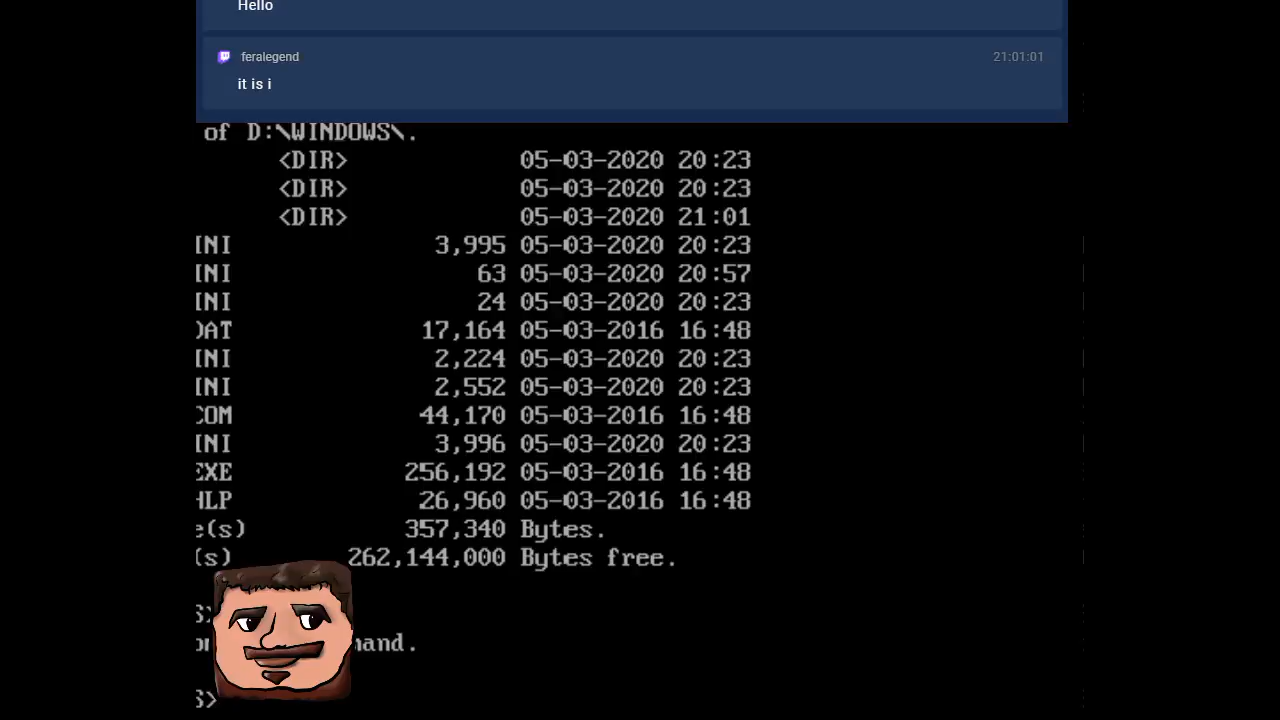 Hello
feralegend 21:01:01
it is i
of D:\WINDOWS\.
<DIR> 05-03-2020 20:23
<DIR> 05-03-2020 20:23
<DIR> 05-03-2020 21:01
INI 3,995 05-03-2020 20:23
INI 63 05-03-2020 20:57
INI 24 05-03-2020 20:23
DAT 17,164 05-03-2016 16:48
INI 2,224 05-03-2020 20:23
INI 2,552 05-03-2020 20:23
COM 44,170 05-03-2016 16:48
INI 3,996 05-03-2020 20:23
EXE 256,192 05-03-2016 16:48
HLP 26,960 05-03-2016 16:48
e(s) 357,340 Bytes.
(s) 262,144,000 Bytes free.
S>
mand.
S>